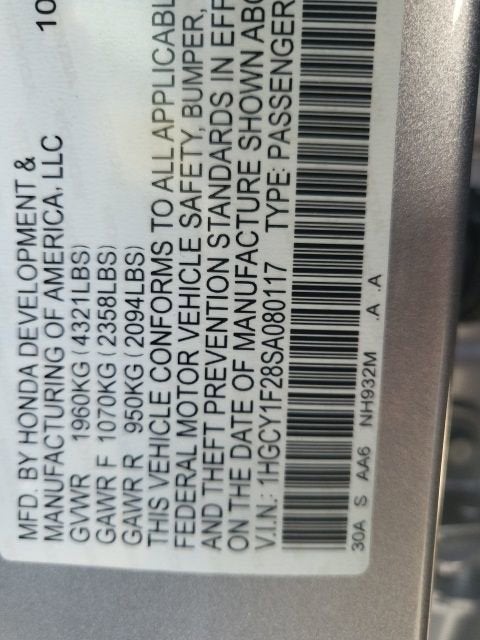 10
MFD. BY HONDA DEVELOPMENT &
MANUFACTURING OF AMERICA, LLC
GVWR 1960KG (4321LBS)
GAWR F 1070KG (2358LBS)
GAWR R 950KG (2094LBS)
THIS VEHICLE CONFORMS TO ALL APPLICABL
FEDERAL MOTOR VEHICLE SAFETY, BUMPER,
AND THEFT PREVENTION STANDARDS IN EFF
ON THE DATE OF MANUFACTURE SHOWN ABO
V.I.N.: 1HGCY1F28SA080117 TYPE: PASSENGER
30A S AA6 NH932M .A .A